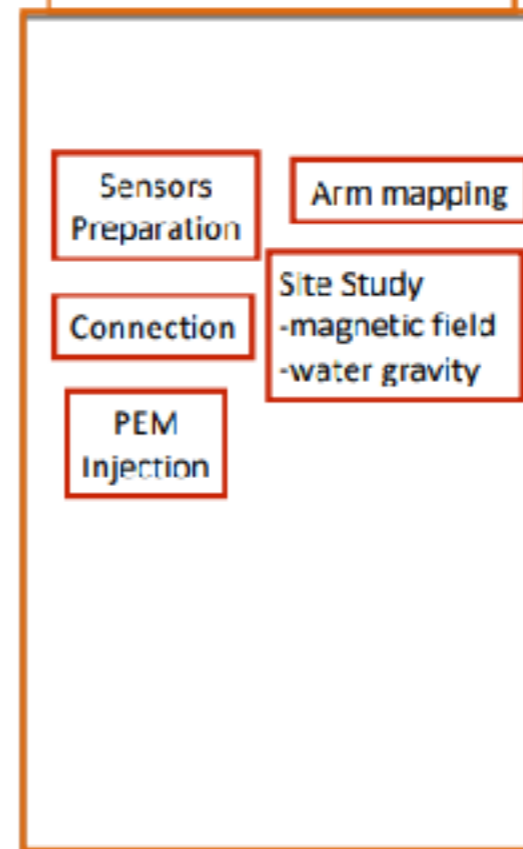 Sensors
Preparation
Arm mapping
Connection
Site Study
-magnetic field
-water gravity
PEM
Injection